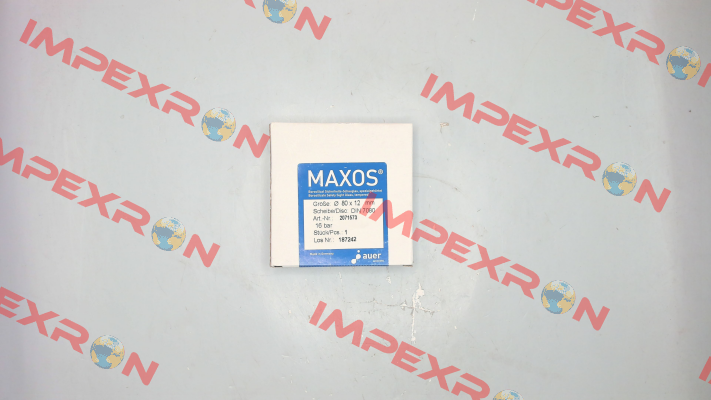 IMPEXRON
IMPEXRON
IMPEXRON
IMPEXRON
IMPEXRON
MAXOS®
Größe: Ø 80 x 12 mm
Scheibe/Disc DIN 7080
Art.-Nr.: 2071570
16 bar
Stück/Pcs. 1
Los Nr.: 187242
auer
IMPEXRON
IMPEXRON
IMPEXRON